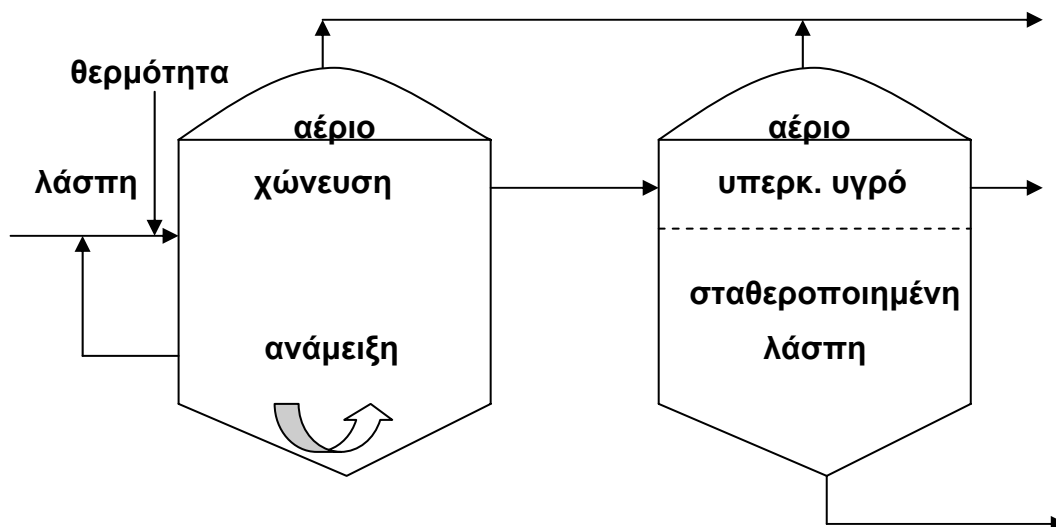 θερμότητα
λάσπη
αέριο
χώνευση
ανάμειξη
αέριο
υπερκ. υγρό
σταθεροποιημένη
λάσπη